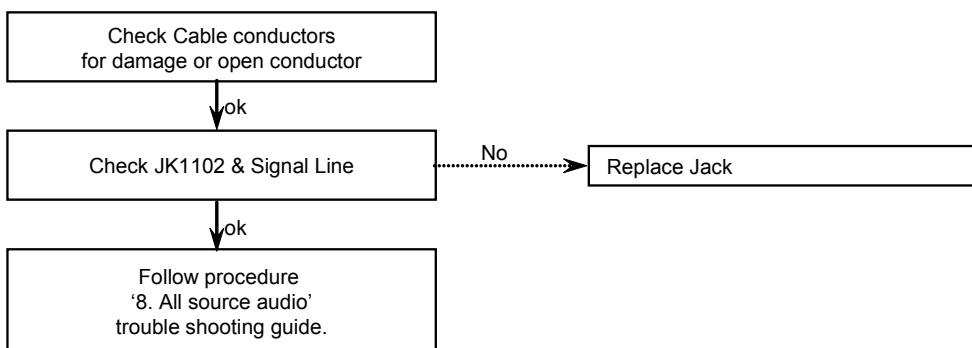 Check Cable conductors
for damage or open conductor
ok
Check JK1102 & Signal Line
No
Replace Jack
ok
Follow procedure
‘8. All source audio’
trouble shooting guide.